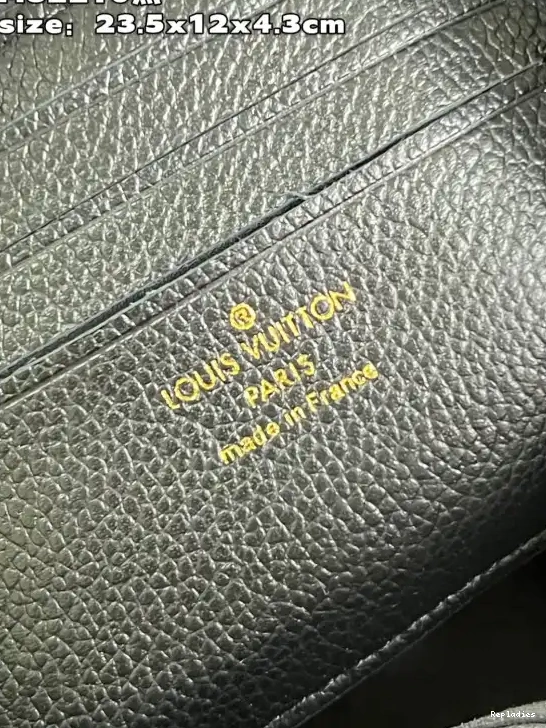 size: 23.5x12x4.3cm
®
LOUIS VUITTON
PARIS
made in France
Repladies